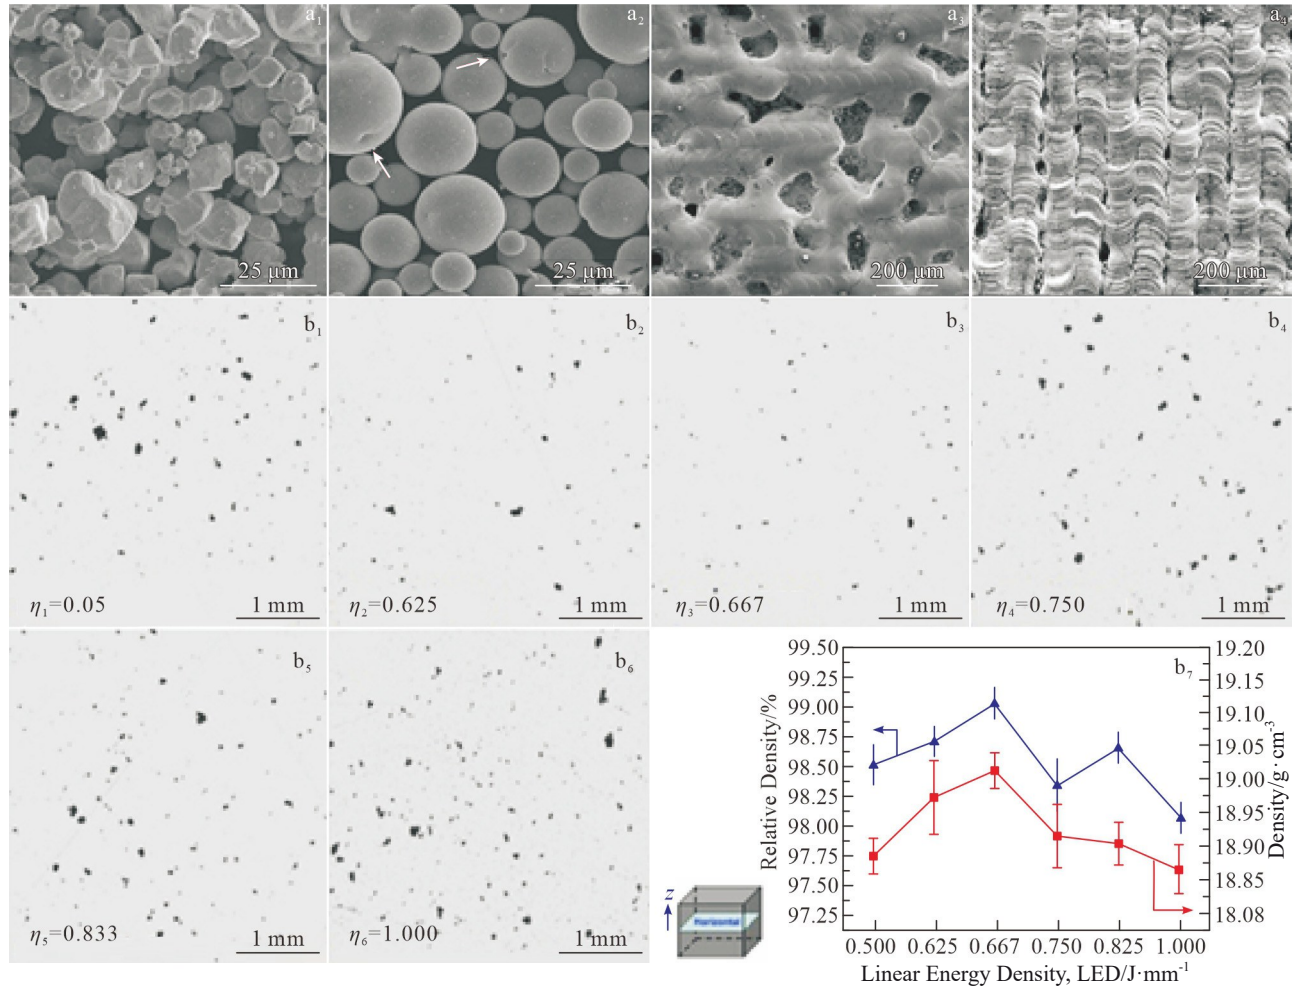 a₁
25 μm
a₂
25 μm
a₃
200 μm
a₄
200 μm
b₁
η₁=0.05
1 mm
b₂
η₂=0.625
1 mm
b₃
η₃=0.667
1 mm
b₄
η₄=0.750
1 mm
b₅
η₅=0.833
1 mm
b₆
η₆=1.000
1 mm
z
Horizontal
b₇
Relative Density/%
99.50
99.25
99.00
98.75
98.50
98.25
98.00
97.75
97.50
97.25
19.20
19.15
19.10
19.05
19.00
18.95
18.90
18.85
18.08
Density/g·cm⁻³
0.500 0.625 0.667 0.750 0.825 1.000
Linear Energy Density, LED/J·mm⁻¹